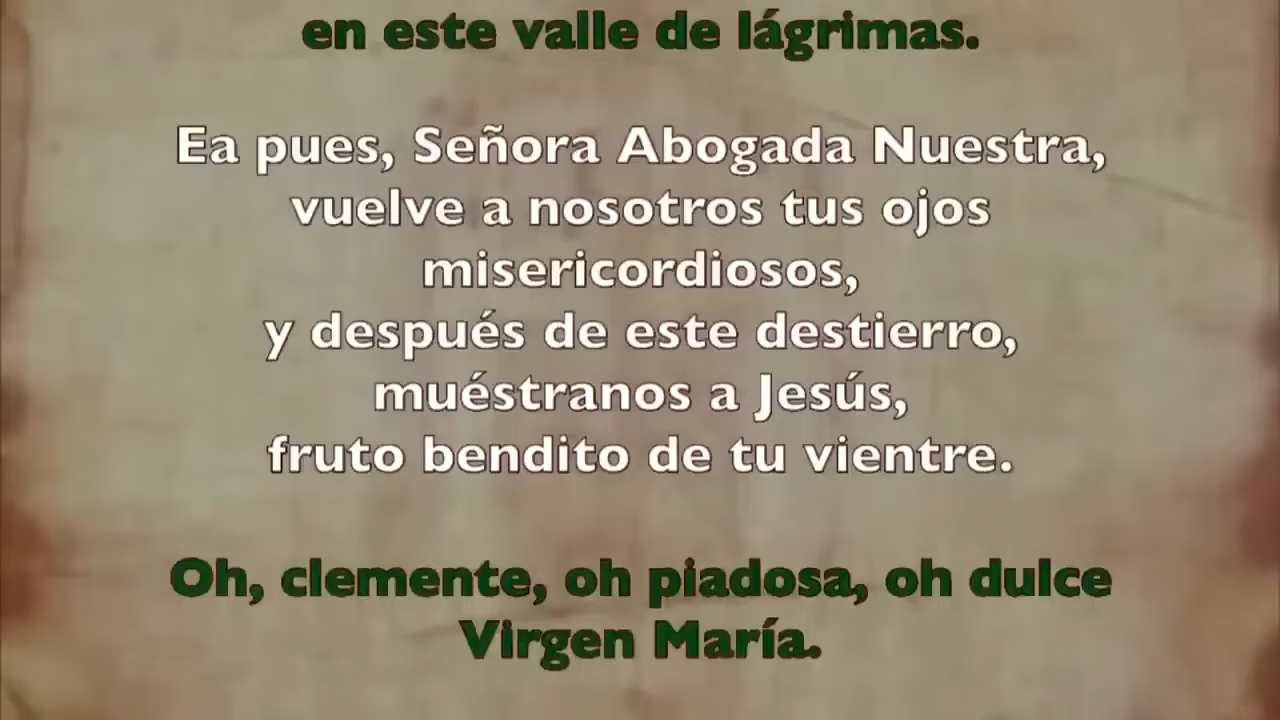 en este valle de lágrimas.
Ea pues, Señora Abogada Nuestra,
vuelve a nosotros tus ojos
misericordiosos,
y después de este destierro,
muéstranos a Jesús,
fruto bendito de tu vientre.
Oh, clemente, oh piadosa, oh dulce
Virgen María.